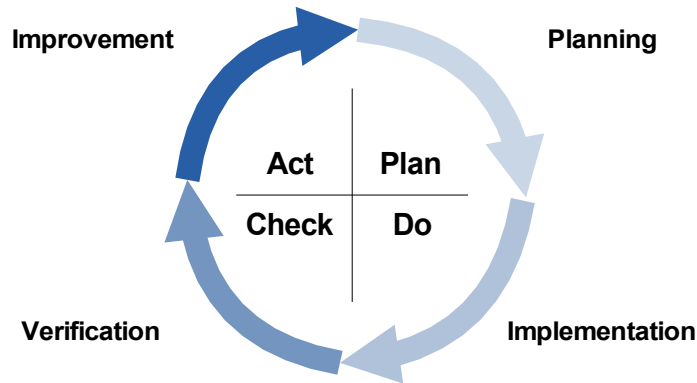 Improvement
Planning
Act
Plan
Check
Do
Verification
Implementation